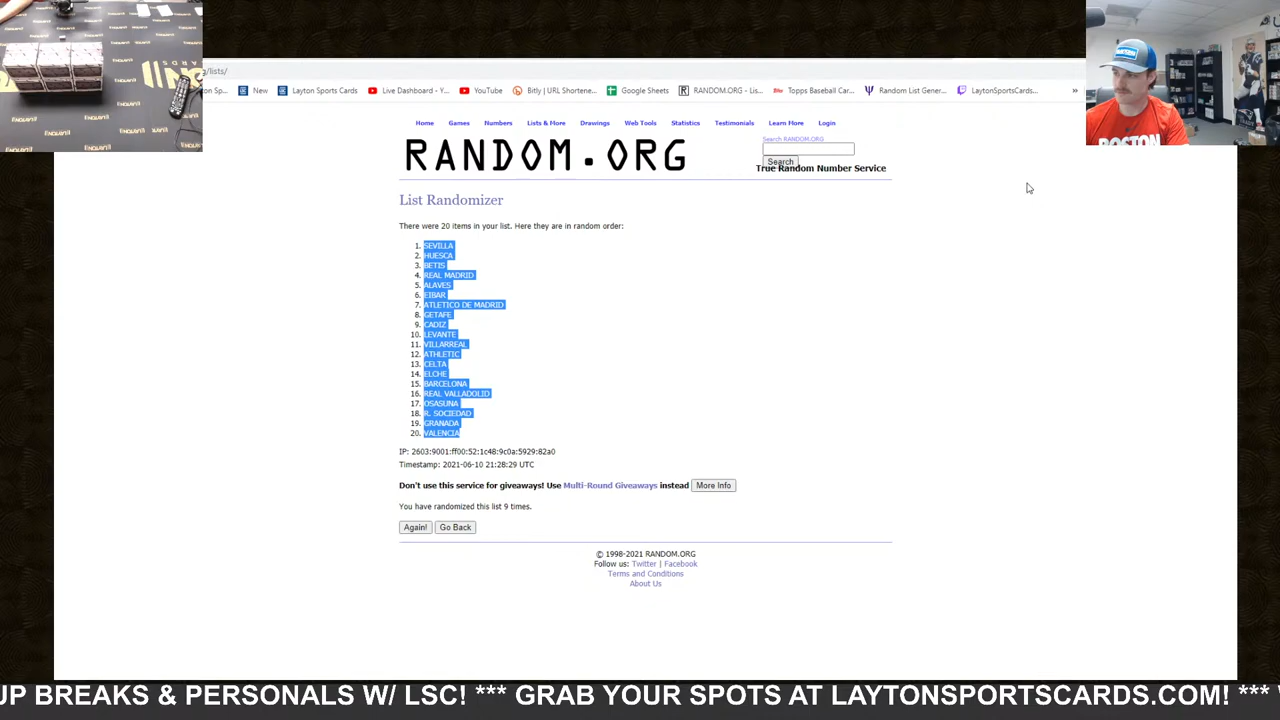 g/lists/
ton Sp...
New
Layton Sports Cards
Live Dashboard - Y...
YouTube
Bitly | URL Shortene...
Google Sheets
RANDOM.ORG - Lis...
Topps Baseball Car...
Random List Gener...
LaytonSportsCards...
»
Home Games Numbers Lists & More Drawings Web Tools Statistics Testimonials Learn More Login
RANDOM.ORG
Search RANDOM.ORG
Search
True Random Number Service
List Randomizer
There were 20 items in your list. Here they are in random order:
1. SEVILLA
2. HUESCA
3. BETIS
4. REAL MADRID
5. ALAVES
6. EIBAR
7. ATLETICO DE MADRID
8. GETAFE
9. CADIZ
10. LEVANTE
11. VILLARREAL
12. ATHLETIC
13. CELTA
14. ELCHE
15. BARCELONA
16. REAL VALLADOLID
17. OSASUNA
18. R. SOCIEDAD
19. GRANADA
20. VALENCIA
IP: 2603:9001:ff00:52:1c48:9c0a:5929:82a0
Timestamp: 2021-06-10 21:28:29 UTC
Don't use this service for giveaways! Use Multi-Round Giveaways instead More Info
You have randomized this list 9 times.
Again! Go Back
© 1998-2021 RANDOM.ORG
Follow us: Twitter | Facebook
Terms and Conditions
About Us
UP BREAKS & PERSONALS W/ LSC! *** GRAB YOUR SPOTS AT LAYTONSPORTSCARDS.COM! ***
BOSTON